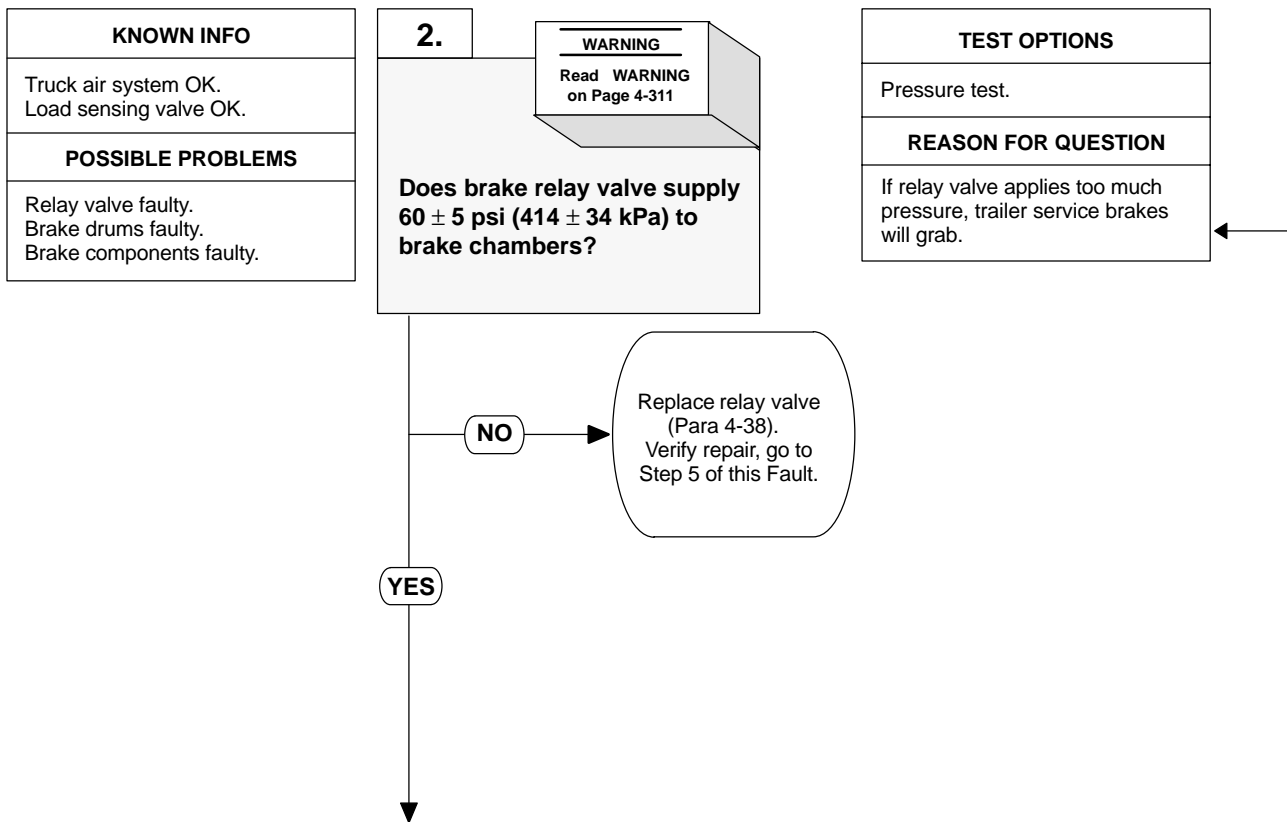 KNOWN INFO
Truck air system OK.
Load sensing valve OK.
POSSIBLE PROBLEMS
Relay valve faulty.
Brake drums faulty.
Brake components faulty.
2.
WARNING
Read WARNING
on Page 4-311
Does brake relay valve supply
60 ± 5 psi (414 ± 34 kPa) to
brake chambers?
TEST OPTIONS
Pressure test.
REASON FOR QUESTION
If relay valve applies too much
pressure, trailer service brakes
will grab.
NO
Replace relay valve
(Para 4-38).
Verify repair, go to
Step 5 of this Fault.
YES